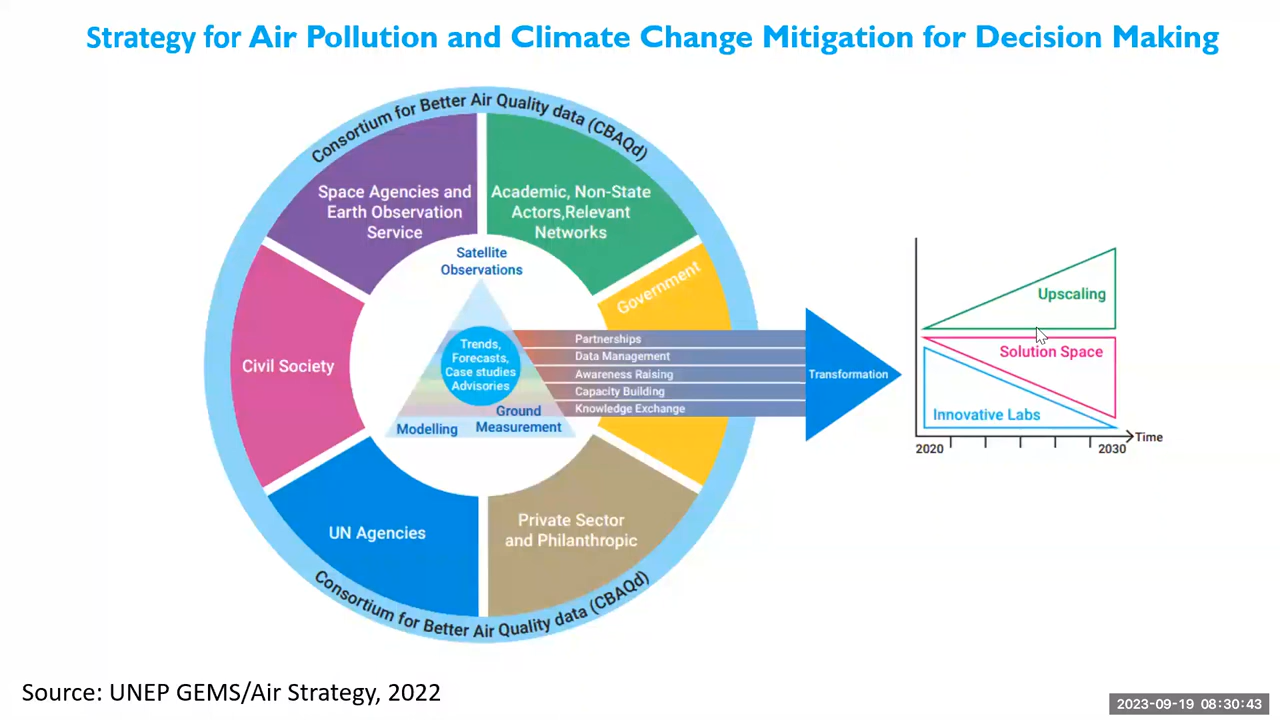 Strategy for Air Pollution and Climate Change Mitigation for Decision Making
Consortium for Better Air Quality data (CBAQd)
Space Agencies and
Earth Observation
Service
Academic, Non-State
Actors,Relevant
Networks
Government
Civil Society
UN Agencies
Private Sector
and Philanthropic
Satellite
Observations
Trends,
Forecasts,
Case studies
Advisories
Modelling
Ground
Measurement
Partnerships
Data Management
Awareness Raising
Capacity Building
Knowledge Exchange
Transformation
Consortium for Better Air Quality data (CBAQd)
Upscaling
Solution Space
Innovative Labs
Time
2020
2030
Source: UNEP GEMS/Air Strategy, 2022
2023-09-19 08:30:43